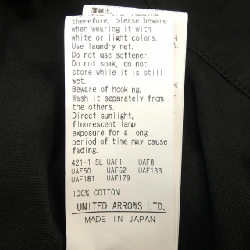 therefore, please beware
when wearing it with
white or light colors.
Use laundry net.
Do not use softener.
Do not soak, do not
store while it is still
wet.
Beware of hooking.
Wash it separately from
the others.
Direct sunlight,
fluorescent lamp
exposure for a long
period of time may cause
fading.
421-1 SL UAF1 UAF6
UAF50 UAF52 UAF133
UAF181 UAF179
100% COTTON
UNITED ARROWS LTD.
MADE IN JAPAN